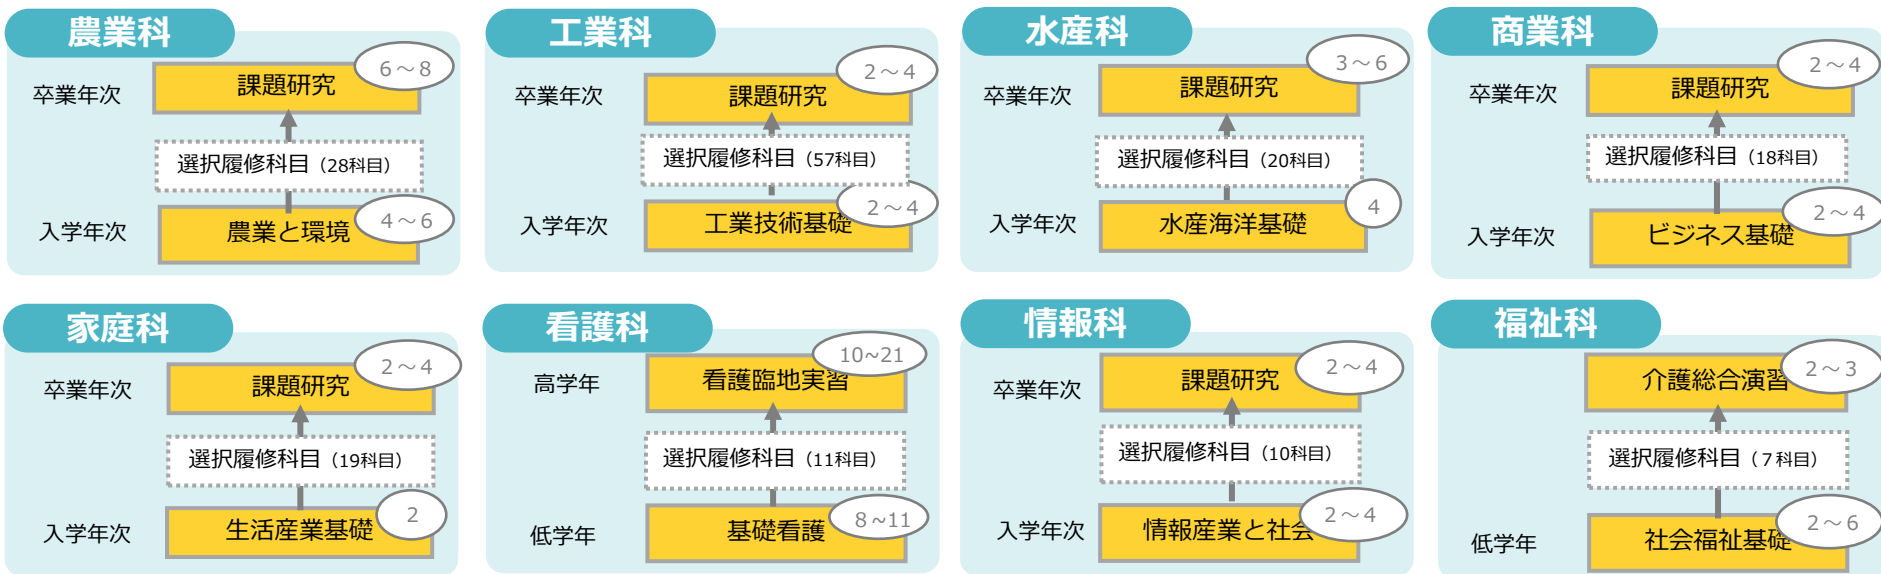 農業科
卒業年次
課題研究
6～8
選択履修科目（28科目）
入学年次
農業と環境
4～6
工業科
卒業年次
課題研究
2～4
選択履修科目（57科目）
入学年次
工業技術基礎
2～4
水産科
卒業年次
課題研究
3～6
選択履修科目（20科目）
入学年次
水産海洋基礎
4
商業科
卒業年次
課題研究
2～4
選択履修科目（18科目）
入学年次
ビジネス基礎
2～4
家庭科
卒業年次
課題研究
2～4
選択履修科目（19科目）
入学年次
生活産業基礎
2
看護科
高学年
看護臨地実習
10~21
選択履修科目（11科目）
低学年
基礎看護
8~11
情報科
卒業年次
課題研究
2～4
選択履修科目（10科目）
入学年次
情報産業と社会
2～4
福祉科
介護総合演習
2～3
選択履修科目（７科目）
低学年
社会福祉基礎
2～6